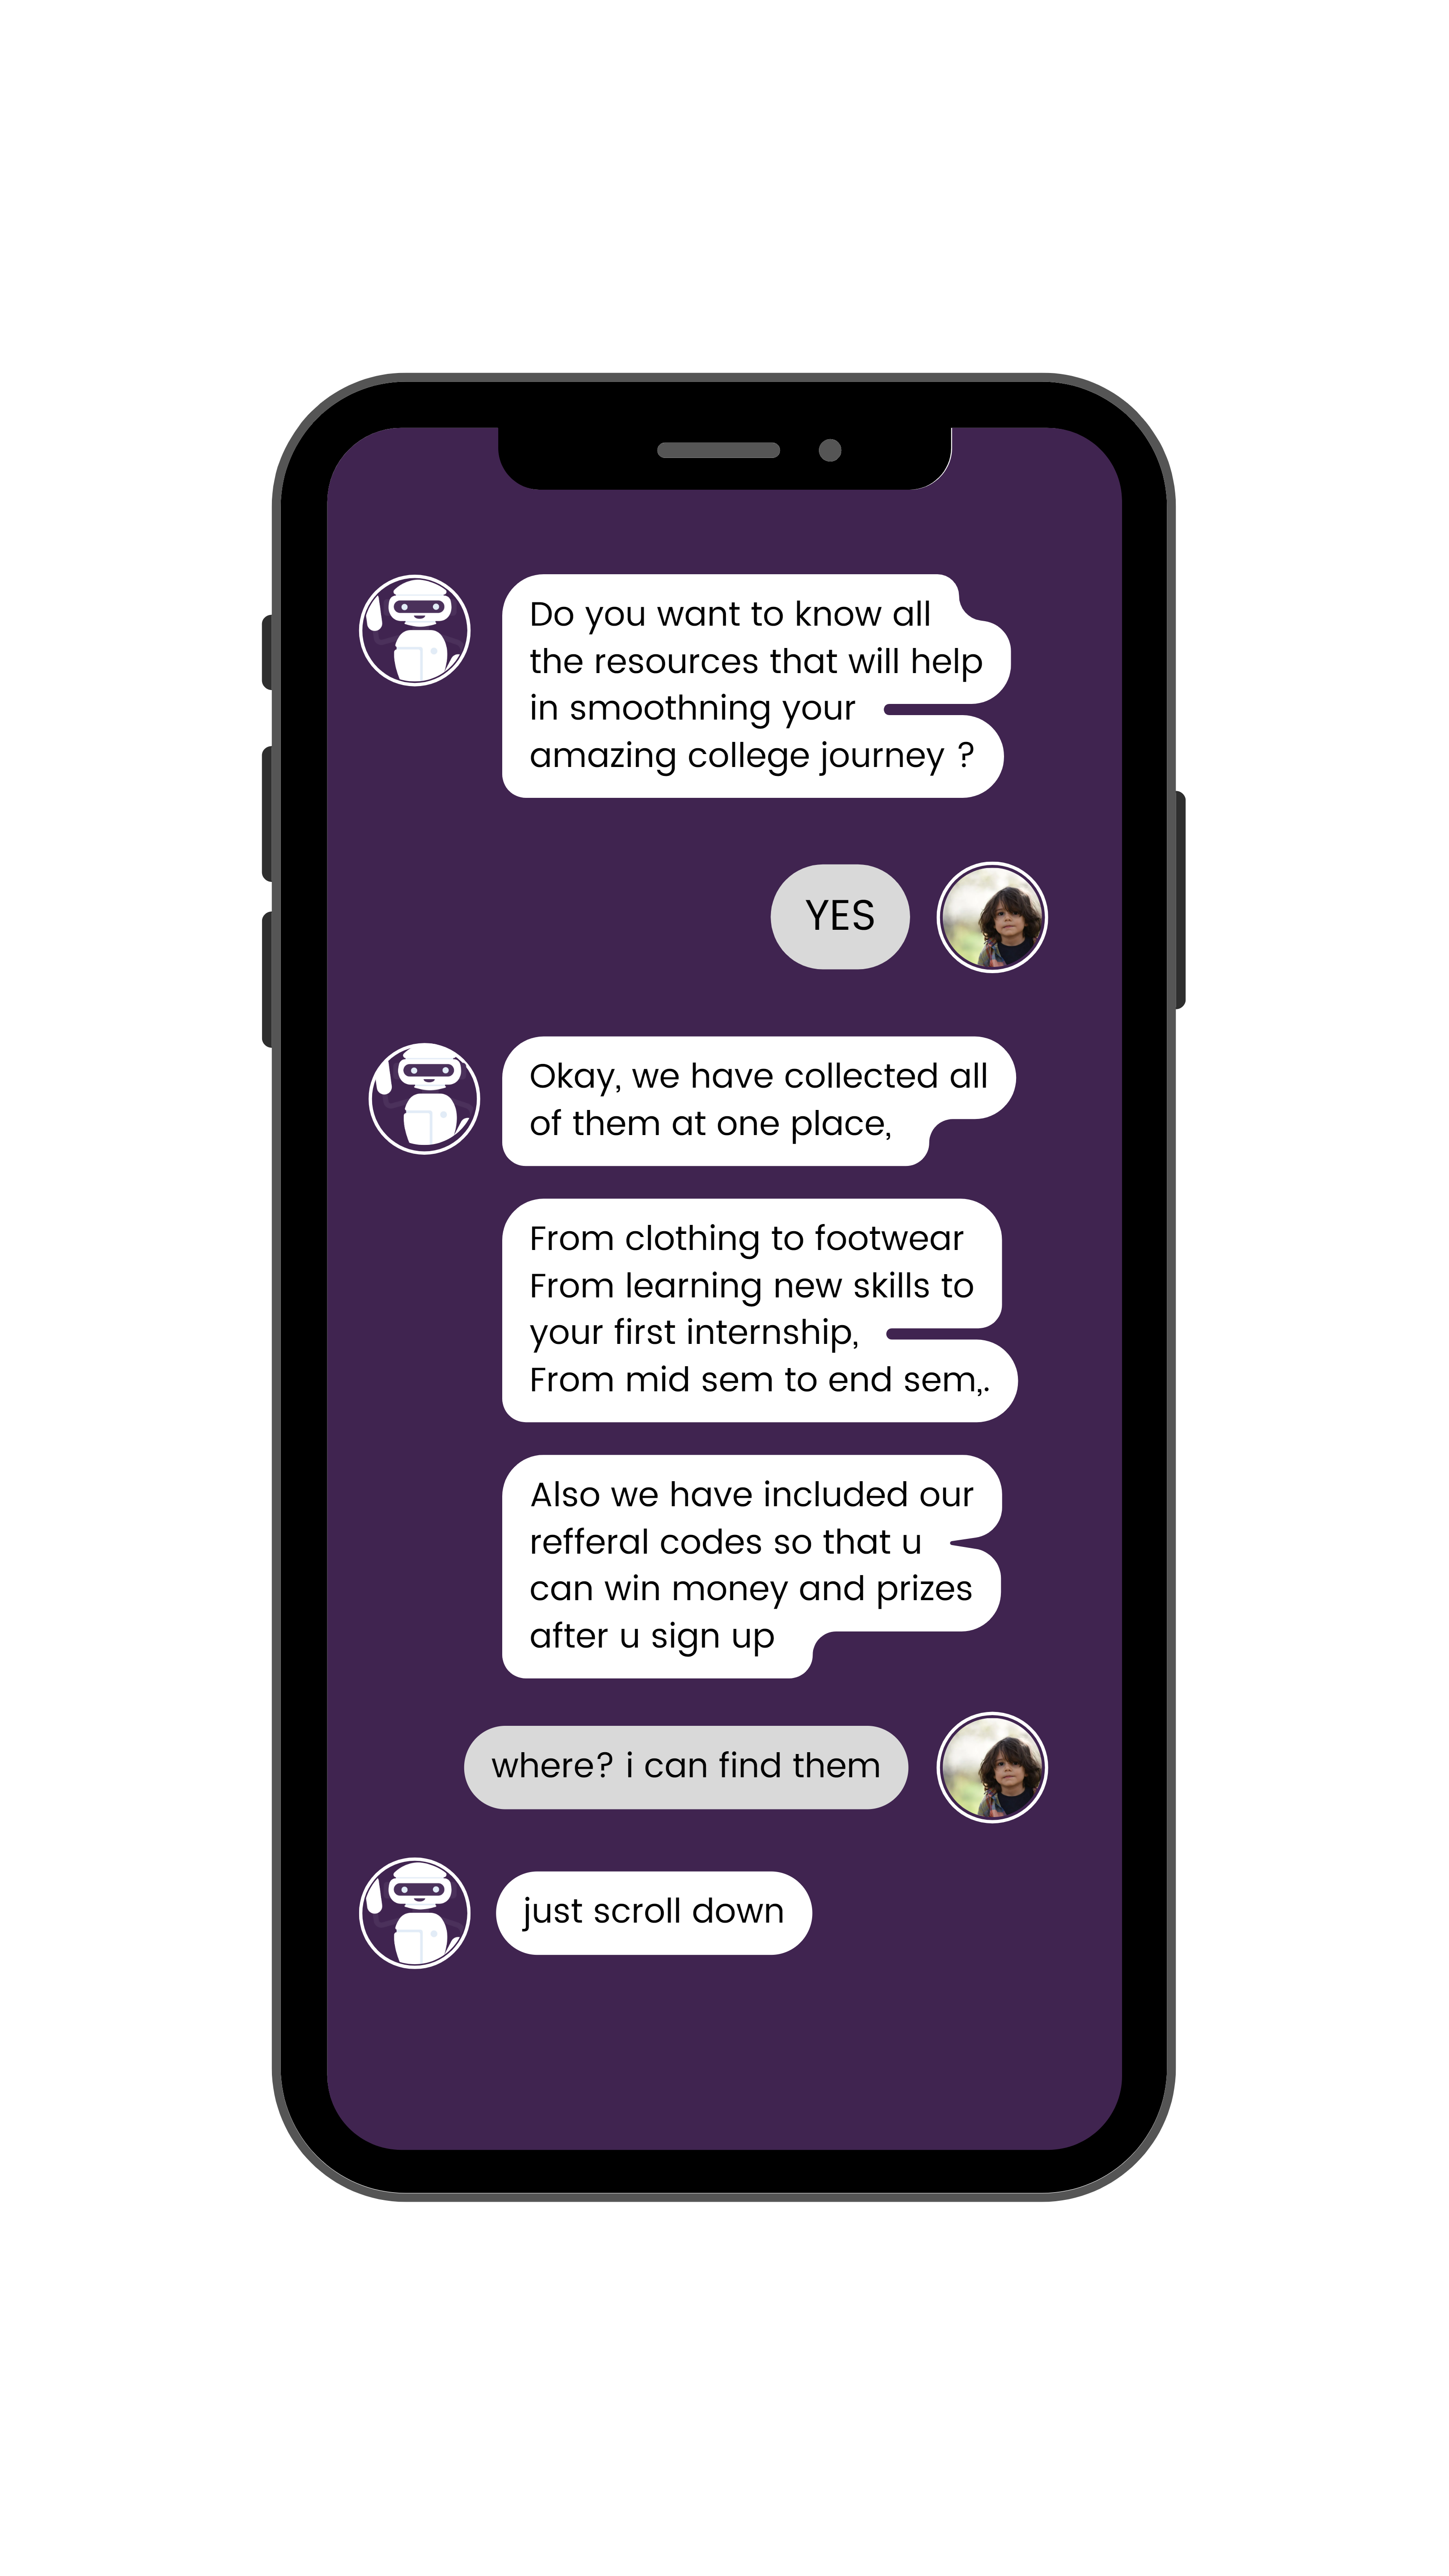 Do you want to know all
the resources that will help
in smoothning your
amazing college journey ?
YES
Okay, we have collected all
of them at one place,
From clothing to footwear
From learning new skills to
your first internship,
From mid sem to end sem,.
Also we have included our
refferal codes so that u
can win money and prizes
after u sign up
where? i can find them
just scroll down